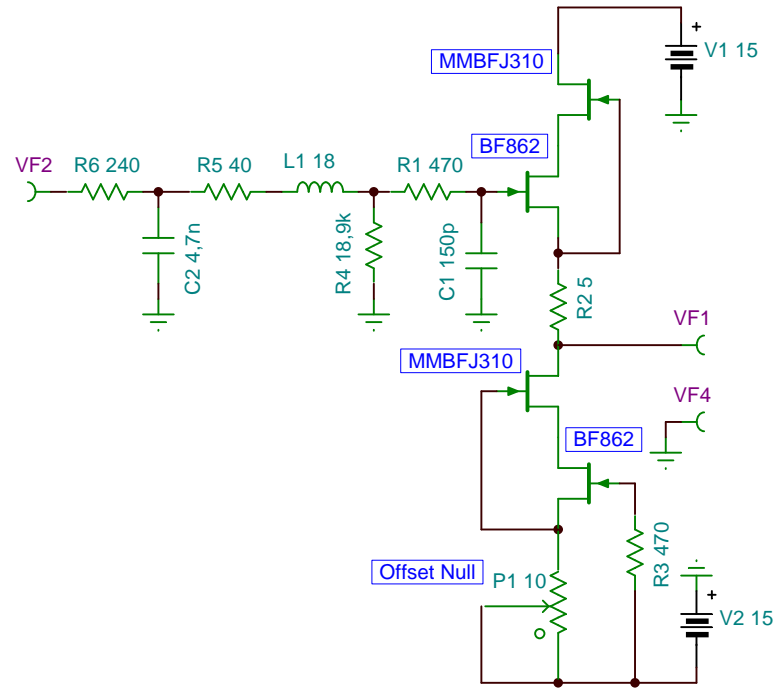 MMBFJ310
+
V1 15
BF862
VF2
R6 240
R5 40
L1 18
R1 470
C2 4,7n
R4 18,9k
C1 150p
R2 5
VF1
MMBFJ310
VF4
BF862
R3 470
Offset Null
P1 10
+
V2 15